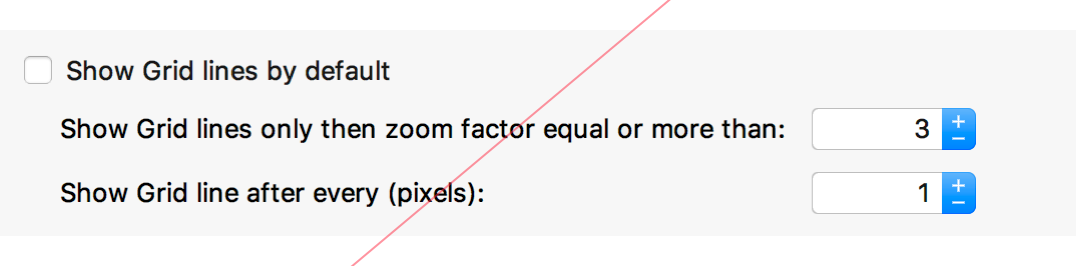 Show Grid lines by default
Show Grid lines only then zoom factor equal or more than: 3
Show Grid line after every (pixels): 1